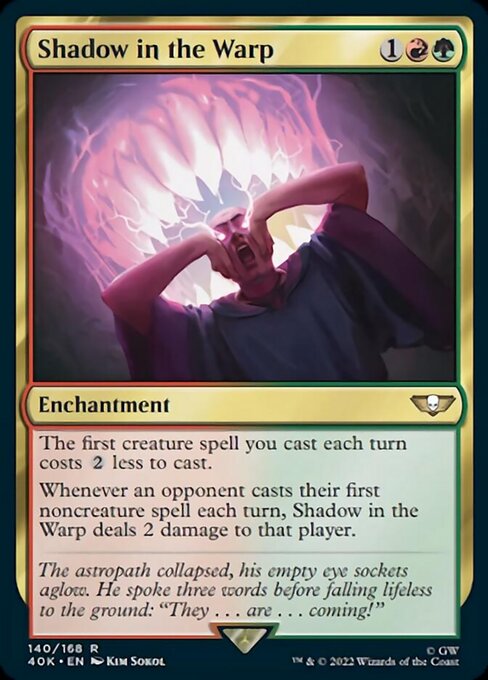 Shadow in the Warp 1
Enchantment
The first creature spell you cast each turn
costs 2 less to cast.
Whenever an opponent casts their first
noncreature spell each turn, Shadow in the
Warp deals 2 damage to that player.
The astropath collapsed, his empty eye sockets
aglow. He spoke three words before falling lifeless
to the ground: “They . . . are . . . coming!”
140/168 R
40K • EN Kim Sokol
© GW
™ & © 2022 Wizards of the Coast